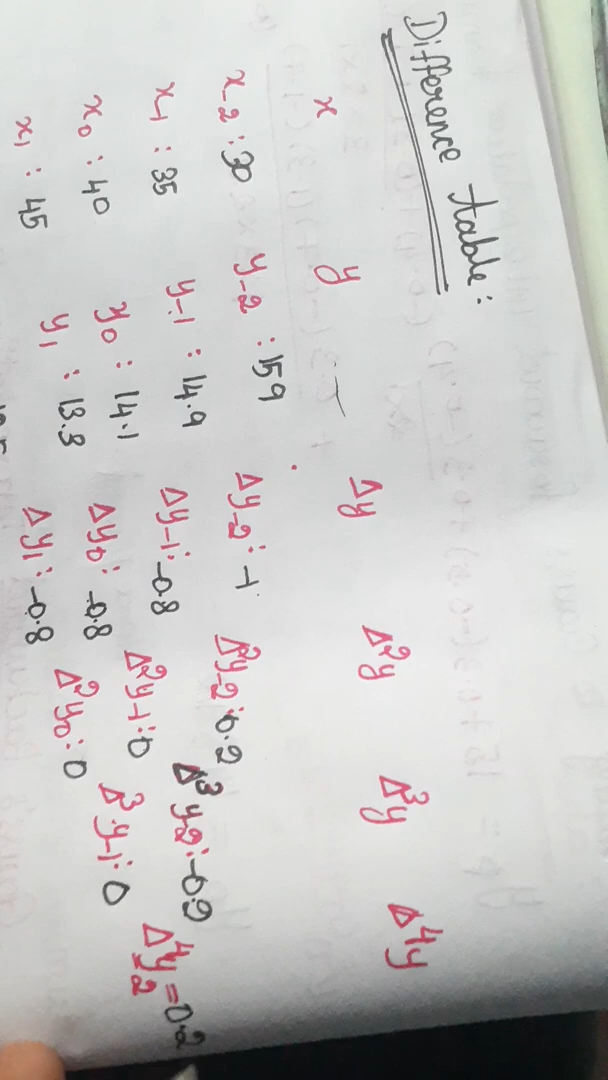 Difference table:
x y Δy Δ²y Δ³y Δ⁴y
x₋₂ : 30 y₋₂ : 15.9 Δy₋₂ : -1 Δ²y₋₂ : 0.2
x₋₁ : 35 y₋₁ : 14.9 Δy₋₁ : -0.8 Δ²y₋₁ : 0 Δ³y₋₂ : -0.2 Δ⁴y₋₂ = 0.2
x₀ : 40 y₀ : 14.1 Δy₀ : -0.8 Δ²y₀ : 0 Δ³y₋₁ : 0
x₁ : 45 y₁ : 13.3 Δy₁ : -0.8